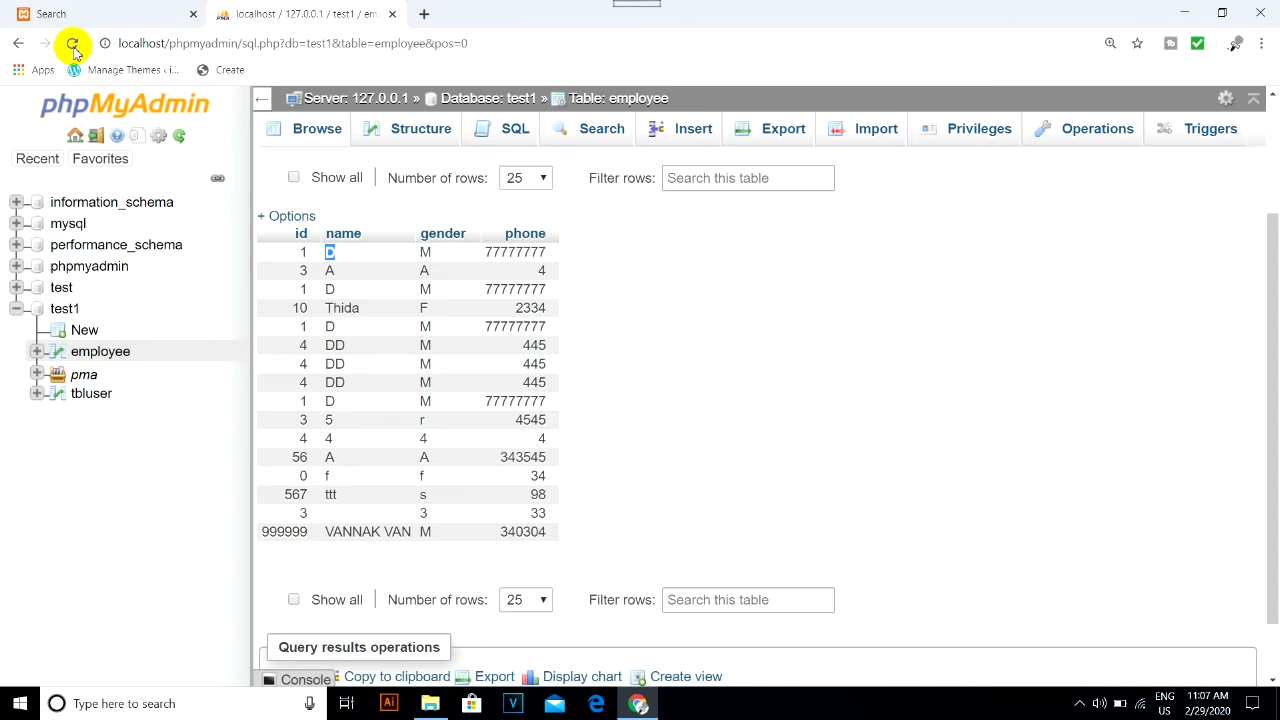 Search
localhost / 127.0.0.1 / test1 / em
localhost/phpmyadmin/sql.php?db=test1&table=employee&pos=0
Apps Manage Themes ‹ i... Create
phpMyAdmin
Recent Favorites
information_schema
mysql
performance_schema
phpmyadmin
test
test1
New
employee
pma
tbluser
Server: 127.0.0.1 » Database: test1 » Table: employee
Browse Structure SQL Search Insert Export Import Privileges Operations Triggers
Show all Number of rows: 25 Filter rows: Search this table
+ Options
id name gender phone
1 D M 77777777
3 A A 4
1 D M 77777777
10 Thida F 2334
1 D M 77777777
4 DD M 445
4 DD M 445
4 DD M 445
1 D M 77777777
3 5 r 4545
4 4 4 4
56 A A 343545
0 f f 34
567 ttt s 98
3 3 33
999999 VANNAK VAN M 340304
Show all Number of rows: 25 Filter rows: Search this table
Query results operations
Console Copy to clipboard Export Display chart Create view
Type here to search
Ai V
ENG 11:07 AM
US 2/29/2020